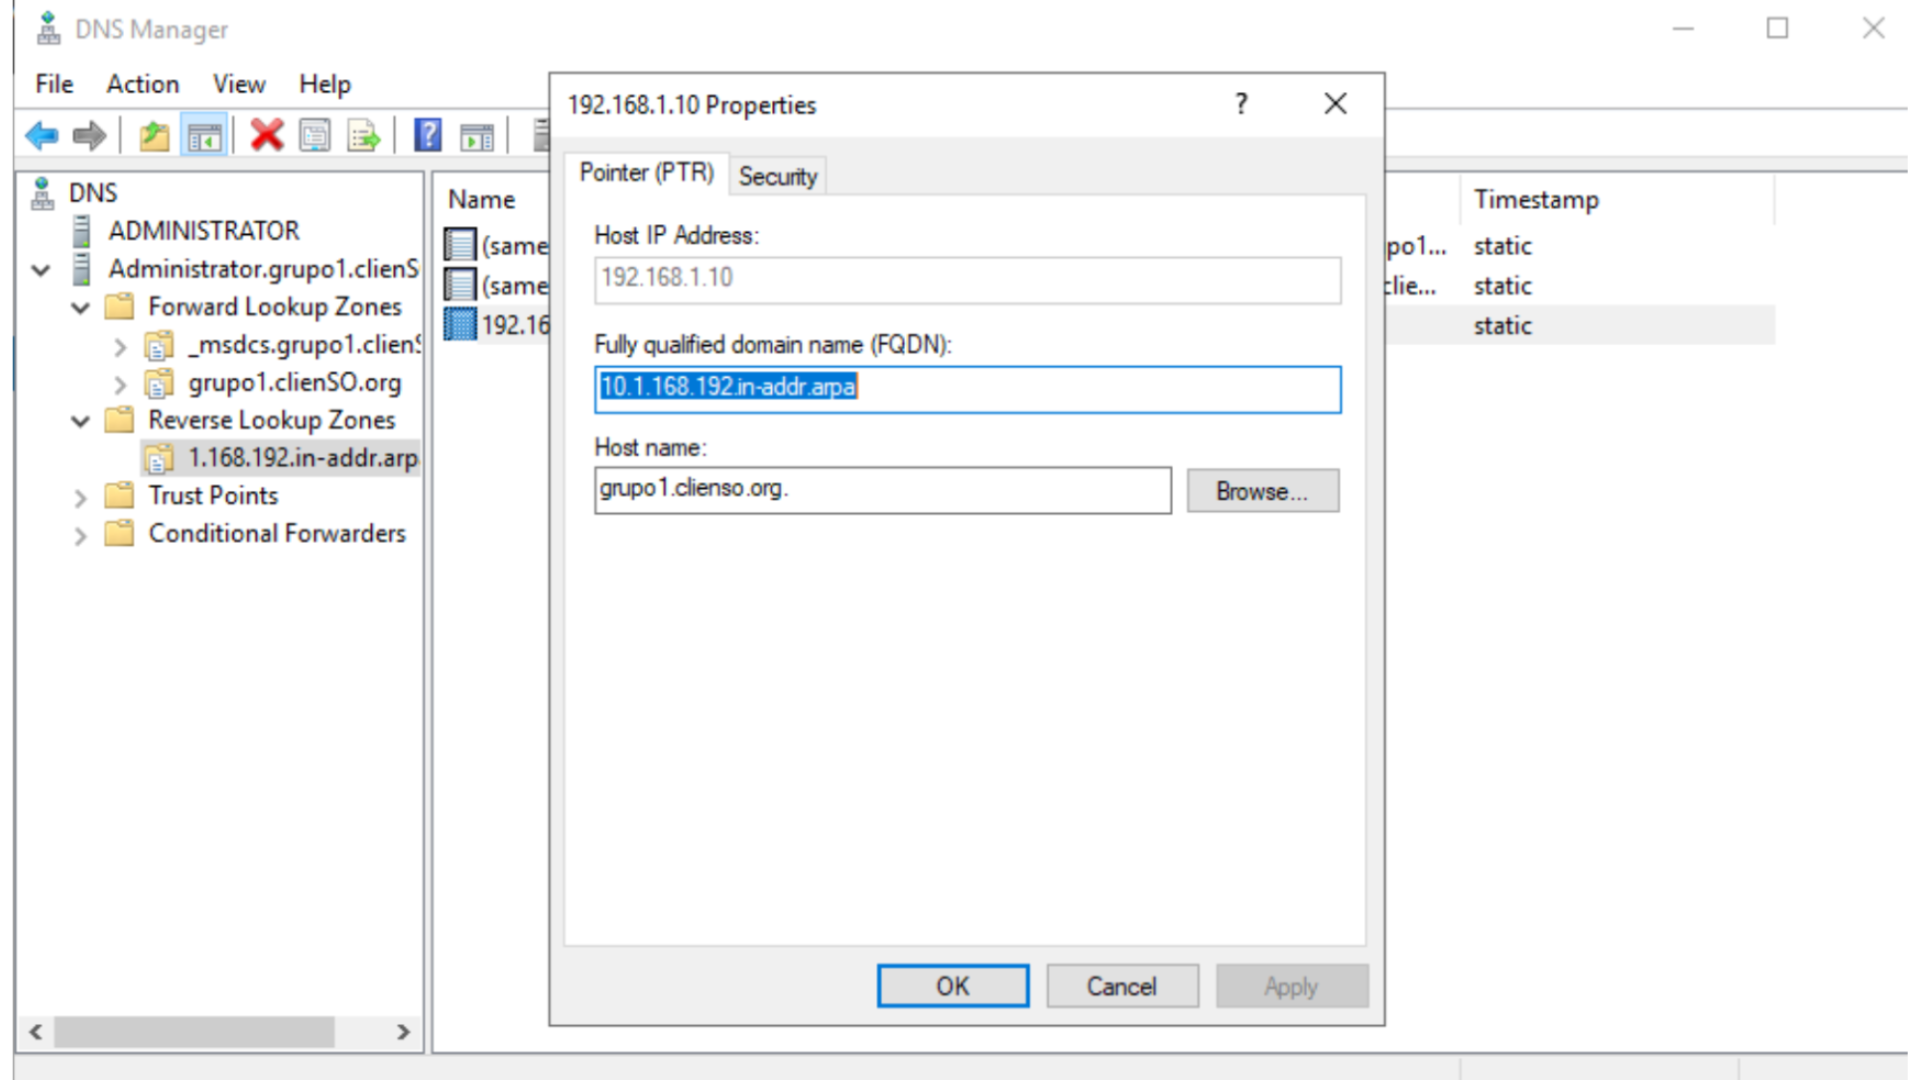 DNS Manager
File Action View Help
192.168.1.10 Properties ?
Pointer (PTR) Security
Host IP Address:
192.168.1.10
Fully qualified domain name (FQDN):
10.1.168.192.in-addr.arpa
Host name:
grupo1.clienso.org.
Browse...
OK Cancel Apply
DNS
ADMINISTRATOR
Administrator.grupo1.clienS
Forward Lookup Zones
_msdcs.grupo1.clienS
grupo1.clienSO.org
Reverse Lookup Zones
1.168.192.in-addr.arp
Trust Points
Conditional Forwarders
Name Timestamp
(same po1... static
(same clie... static
192.16 static